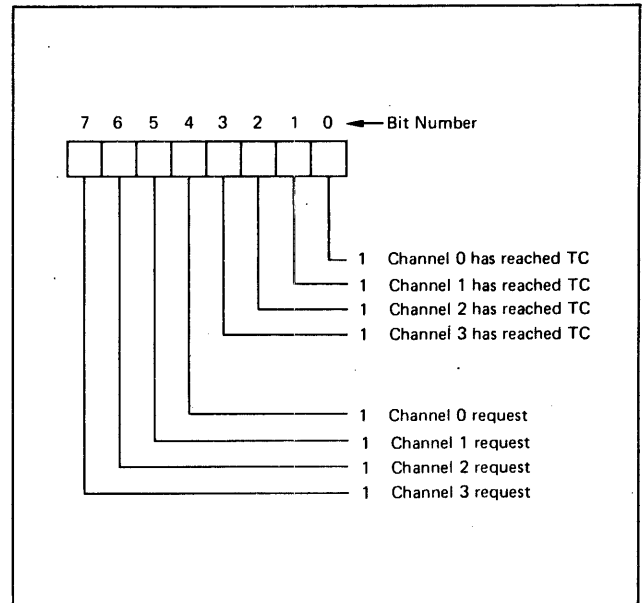 7 6 5 4 3 2 1 0 Bit Number
1 Channel 0 has reached TC
1 Channel 1 has reached TC
1 Channel 2 has reached TC
1 Channel 3 has reached TC
1 Channel 0 request
1 Channel 1 request
1 Channel 2 request
1 Channel 3 request